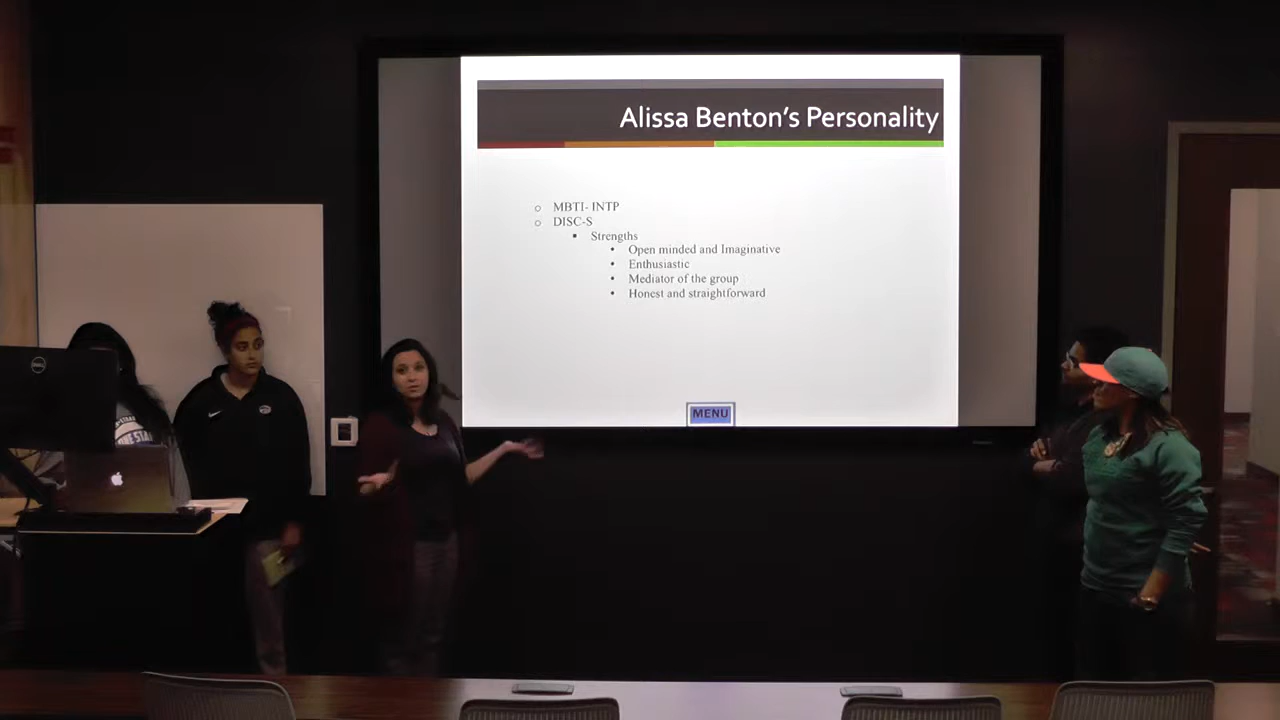 Alissa Benton's Personality
MBTI- INTP
DISC-S
Strengths
Open minded and Imaginative
Enthusiastic
Mediator of the group
Honest and straightforward
MENU
DELL